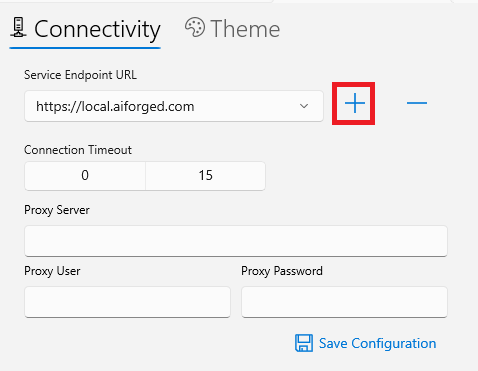 Connectivity Theme
Service Endpoint URL
https://local.aiforged.com
Connection Timeout
0 15
Proxy Server
Proxy User Proxy Password
Save Configuration